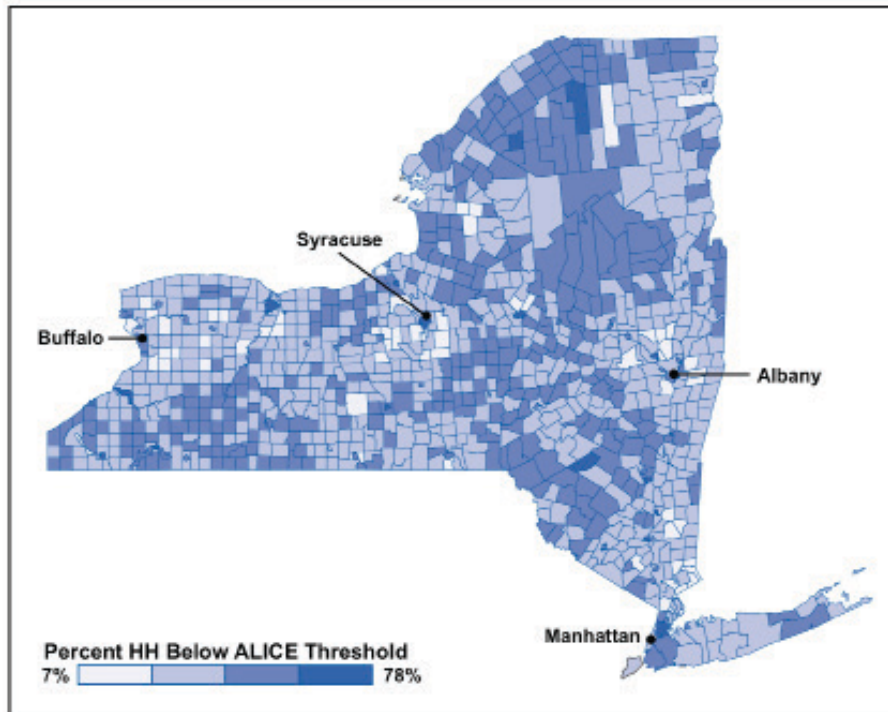 Syracuse
Buffalo
Albany
Manhattan
Percent HH Below ALICE Threshold
7% 78%